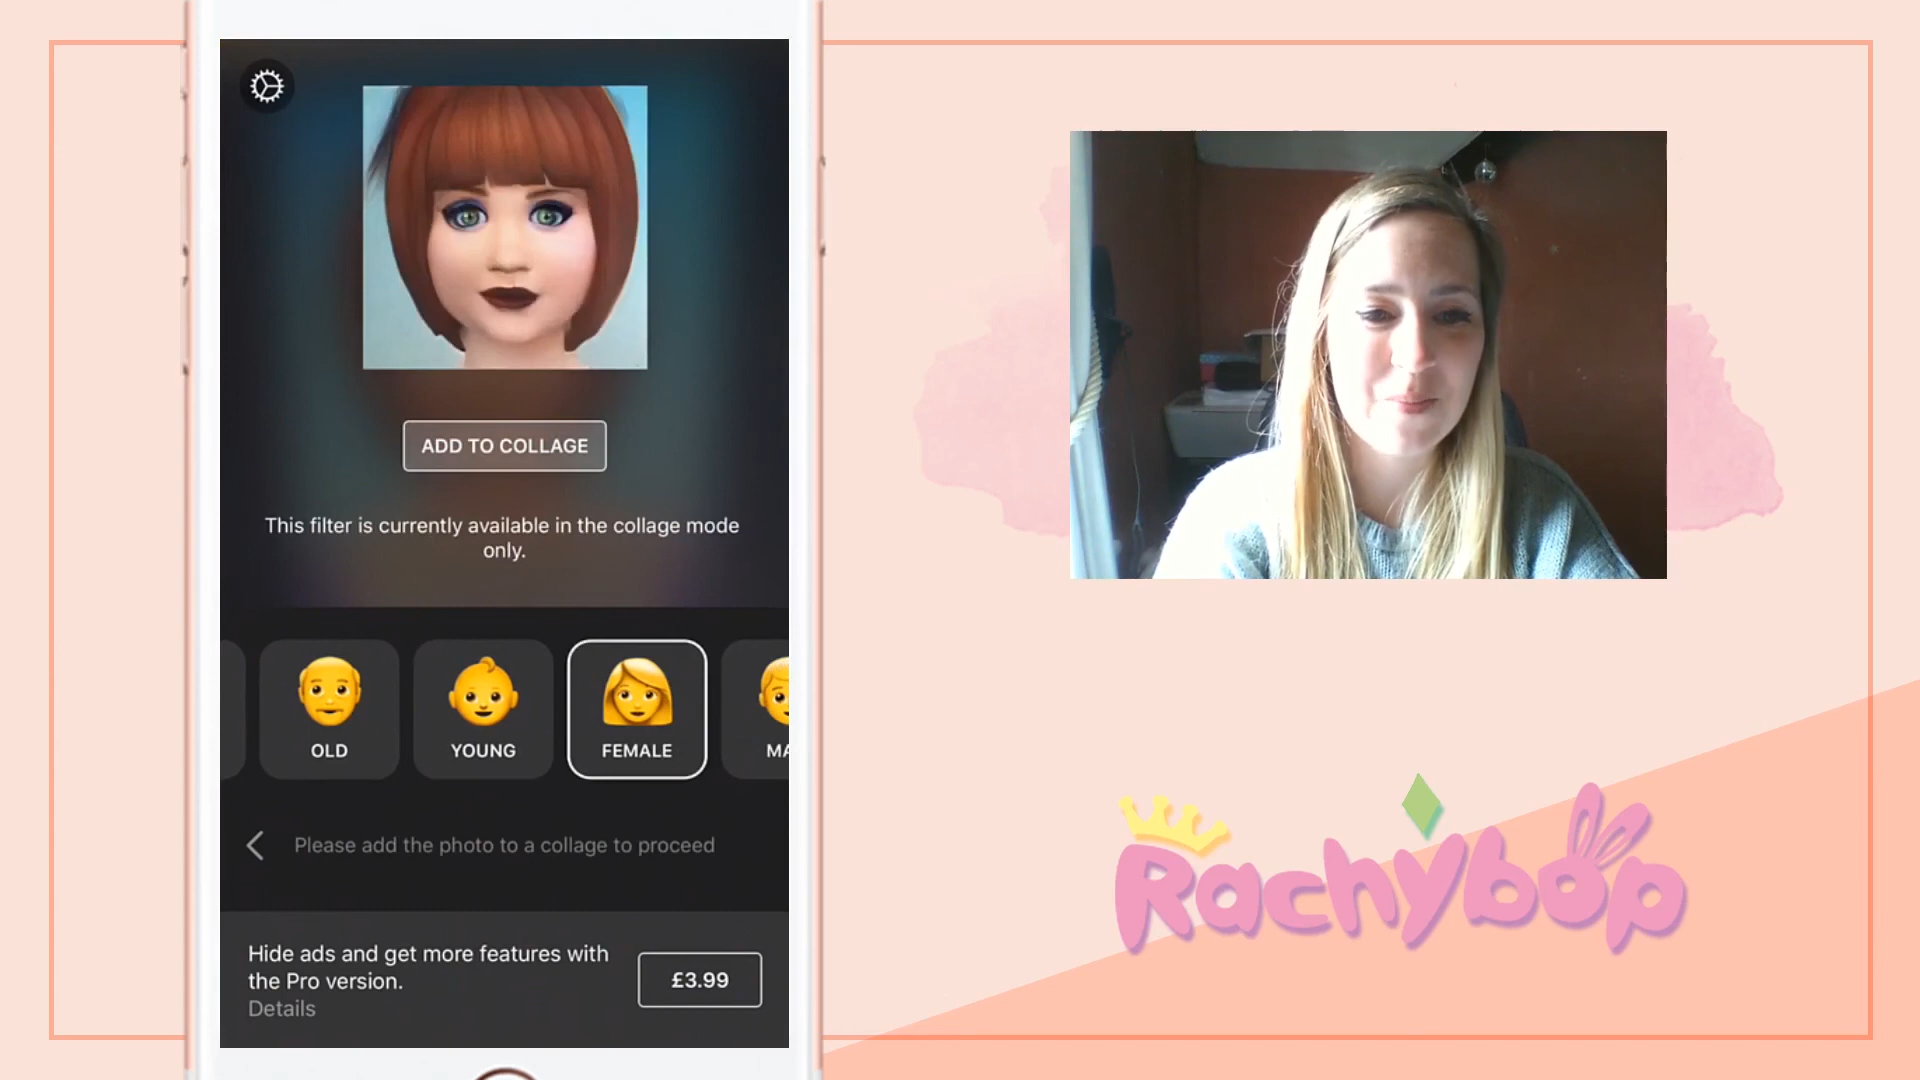 ADD TO COLLAGE
This filter is currently available in the collage mode
only.
OLD
YOUNG
FEMALE
Please add the photo to a collage to proceed
Hide ads and get more features with
the Pro version.
Details
£3.99
Rachybop